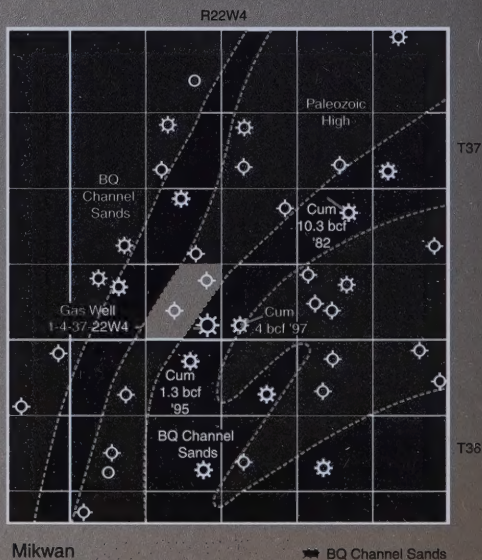 R22W4
Paleozoic
High
T37
BQ
Channel
Sands
Cum
10.3 bcf
'82
Gas Well
1-4-37-22W4
Cum
.4 bcf '97
Cum
1.3 bcf
'95
BQ Channel
Sands
T36
Mikwan
BQ Channel Sands